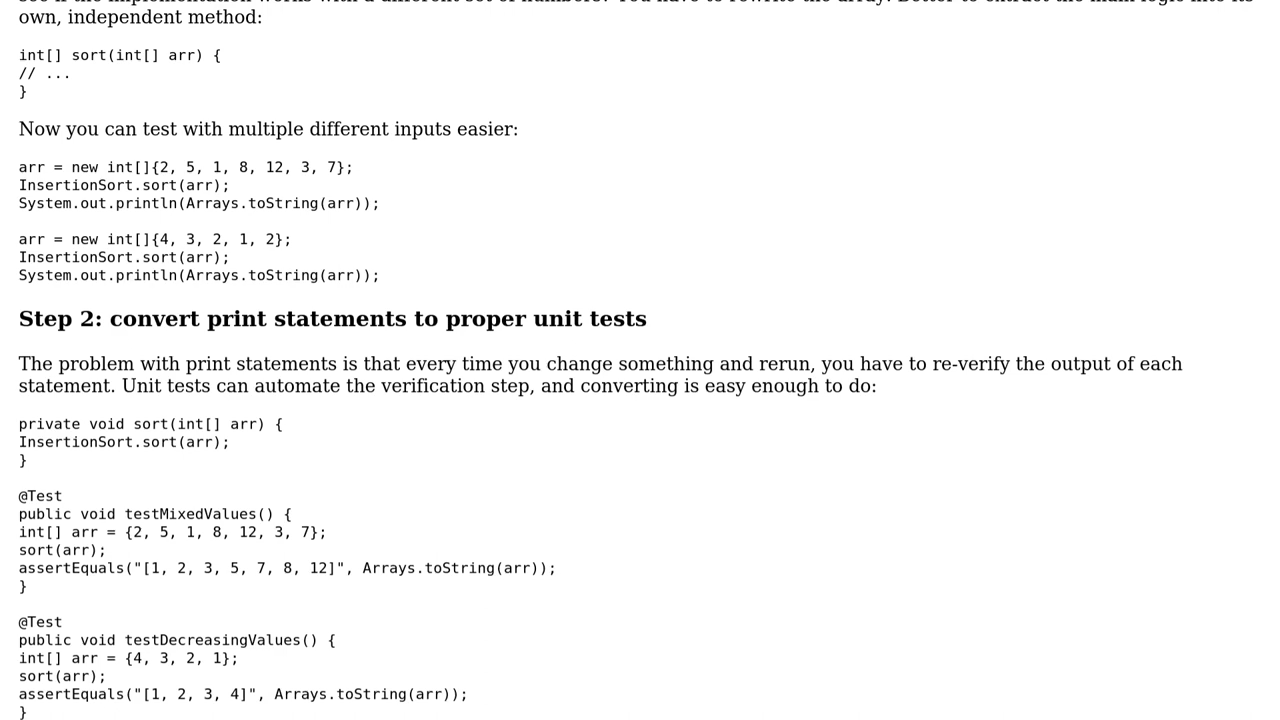 own, independent method:
int[] sort(int[] arr) {
// ...
}
Now you can test with multiple different inputs easier:
arr = new int[]{2, 5, 1, 8, 12, 3, 7};
InsertionSort.sort(arr);
System.out.println(Arrays.toString(arr));
arr = new int[]{4, 3, 2, 1, 2};
InsertionSort.sort(arr);
System.out.println(Arrays.toString(arr));
Step 2: convert print statements to proper unit tests
The problem with print statements is that every time you change something and rerun, you have to re-verify the output of each
statement. Unit tests can automate the verification step, and converting is easy enough to do:
private void sort(int[] arr) {
InsertionSort.sort(arr);
}
@Test
public void testMixedValues() {
int[] arr = {2, 5, 1, 8, 12, 3, 7};
sort(arr);
assertEquals("[1, 2, 3, 5, 7, 8, 12]", Arrays.toString(arr));
}
@Test
public void testDecreasingValues() {
int[] arr = {4, 3, 2, 1};
sort(arr);
assertEquals("[1, 2, 3, 4]", Arrays.toString(arr));
}